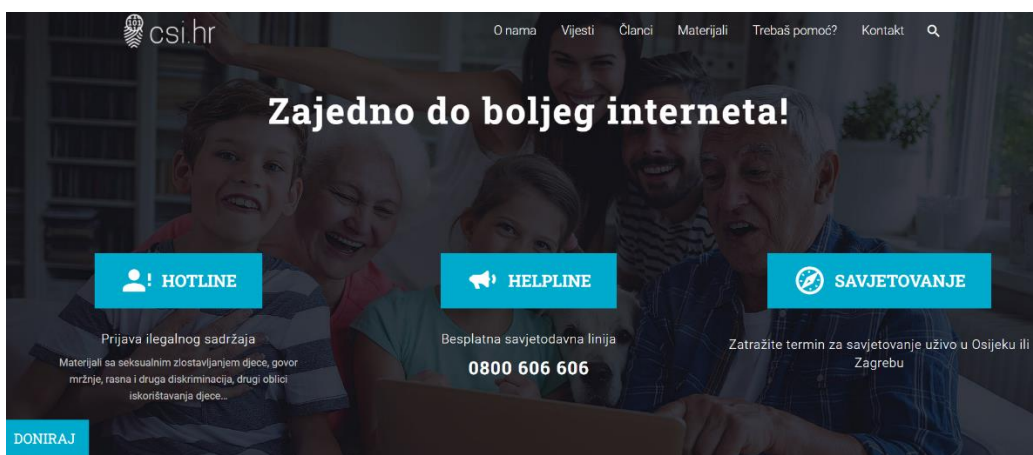 101
csi.hr
O nama Vijesti Članci Materijali Trebaš pomoć? Kontakt
Zajedno do boljeg interneta!
HOTLINE
Prijava ilegalnog sadržaja
Materijali sa seksualnim zlostavljanjem djece, govor
mržnje, rasna i druga diskriminacija, drugi oblici
iskorištavanja djece...
HELPLINE
Besplatna savjetodavna linija
0800 606 606
SAVJETOVANJE
Zatražite termin za savjetovanje uživo u Osijeku ili
Zagrebu
DONIRAJ